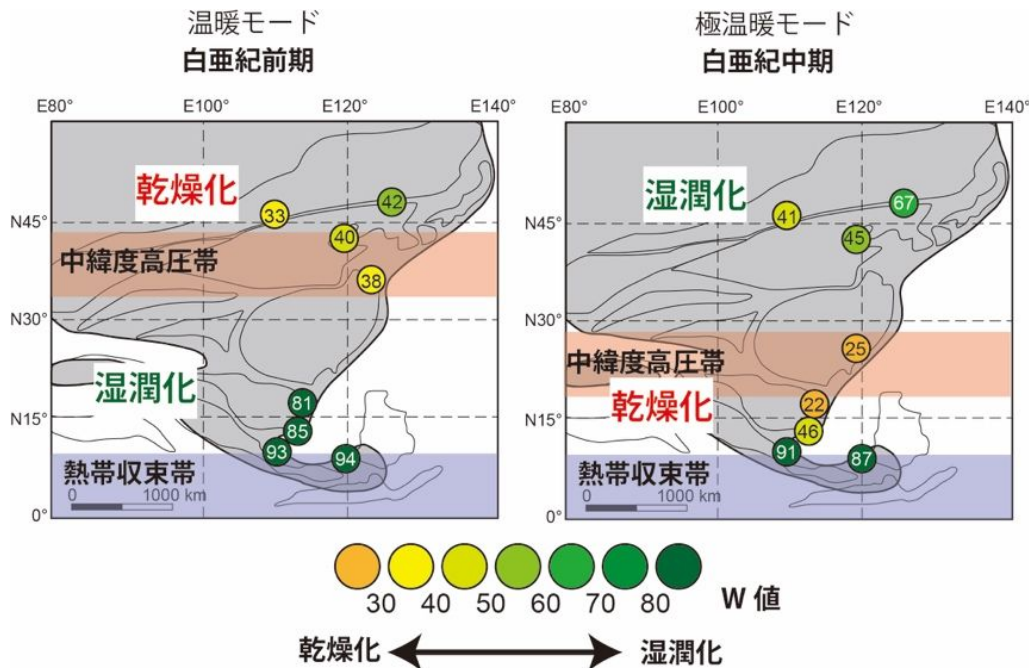 温暖モード
白亜紀前期
E80° E100° E120° E140°
乾燥化
33
42
N45°
40
中緯度高圧帯
38
N30°
湿潤化
81
N15°
85
93
94
熱帯収束帯
0 1000 km
0°
極温暖モード
白亜紀中期
E80° E100° E120° E140°
湿潤化
41
67
N45°
45
N30°
25
中緯度高圧帯
22
乾燥化
N15°
46
91
87
熱帯収束帯
0 1000 km
0°
30 40 50 60 70 80 W 値
乾燥化 湿潤化